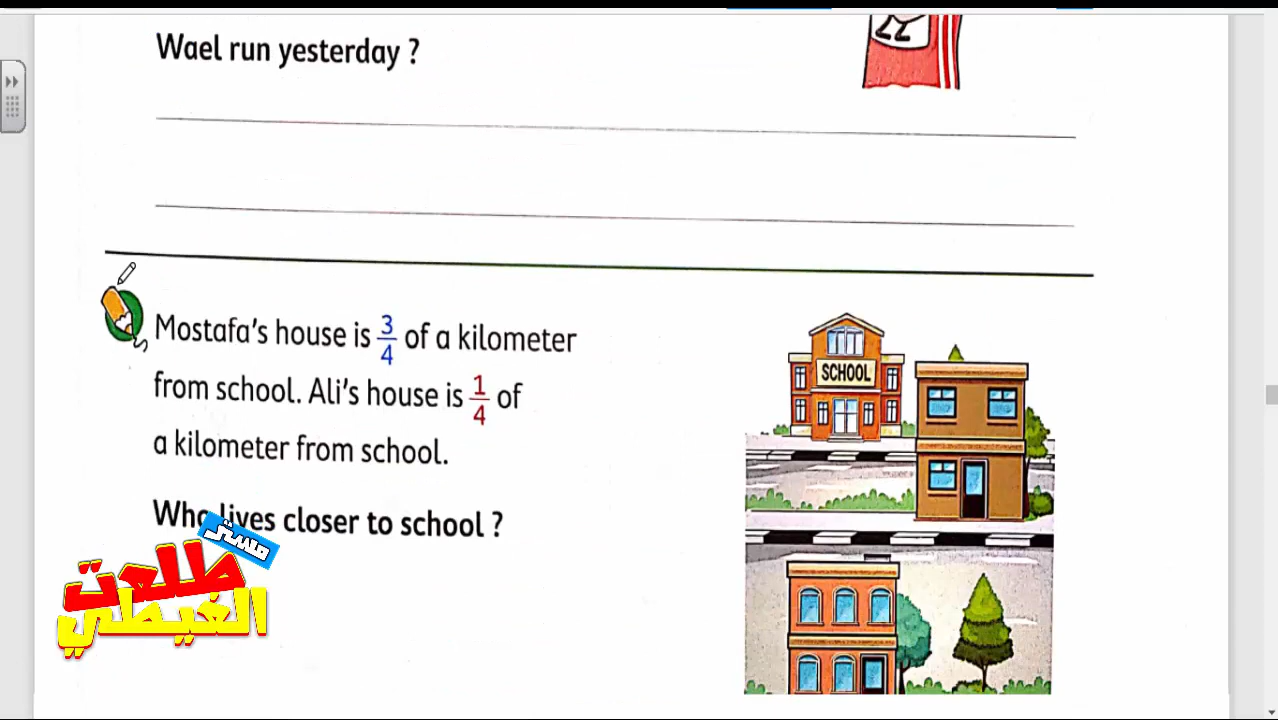 Wael run yesterday ?
Mostafa's house is 3/4 of a kilometer
SCHOOL
from school. Ali's house is 1/4 of
a kilometer from school.
Who lives closer to school ?
مستر
طلعت
الغيطي